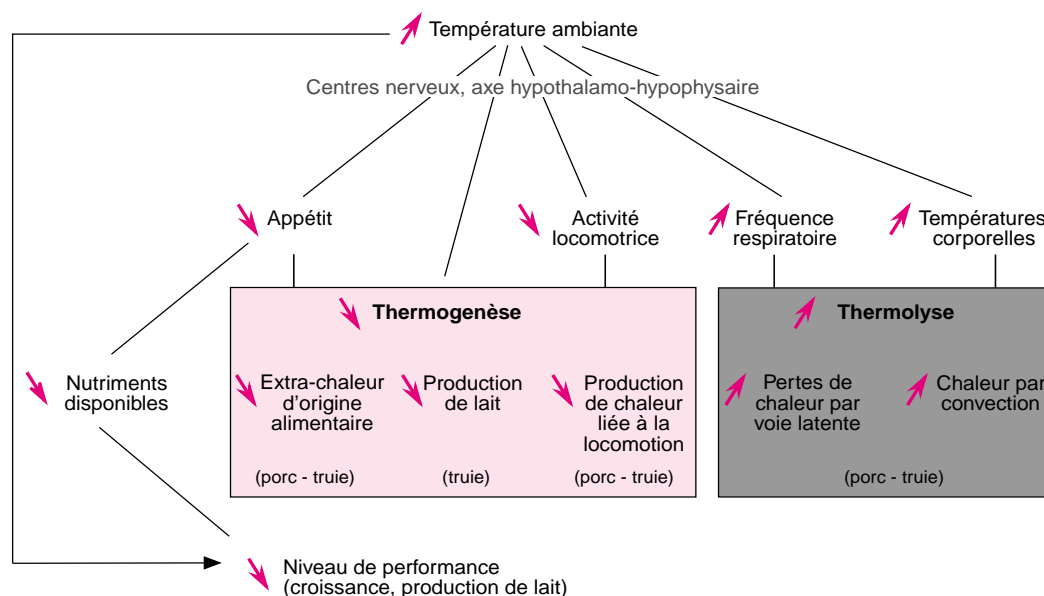 Température ambiante
Centres nerveux, axe hypothalamo-hypophysaire
Appétit
Activité
locomotrice
Fréquence
respiratoire
Températures
corporelles
Thermogenèse
Thermolyse
Nutriments
disponibles
Extra-chaleur
d'origine
alimentaire
(porc - truie)
Production
de lait
(truie)
Production
de chaleur
liée à la
locomotion
(porc - truie)
Pertes de
chaleur par
voie latente
Chaleur par
convection
(porc - truie)
Niveau de performance
(croissance, production de lait)